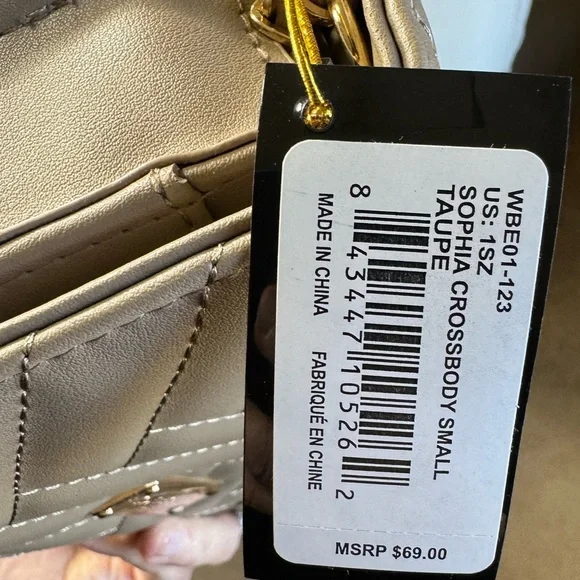 WBE01-123
US: 1SZ
SOPHIA CROSSBODY SMALL
TAUPE
8 43447 10526 2
MADE IN CHINA FABRIQUÉ EN CHINE
MSRP $69.00